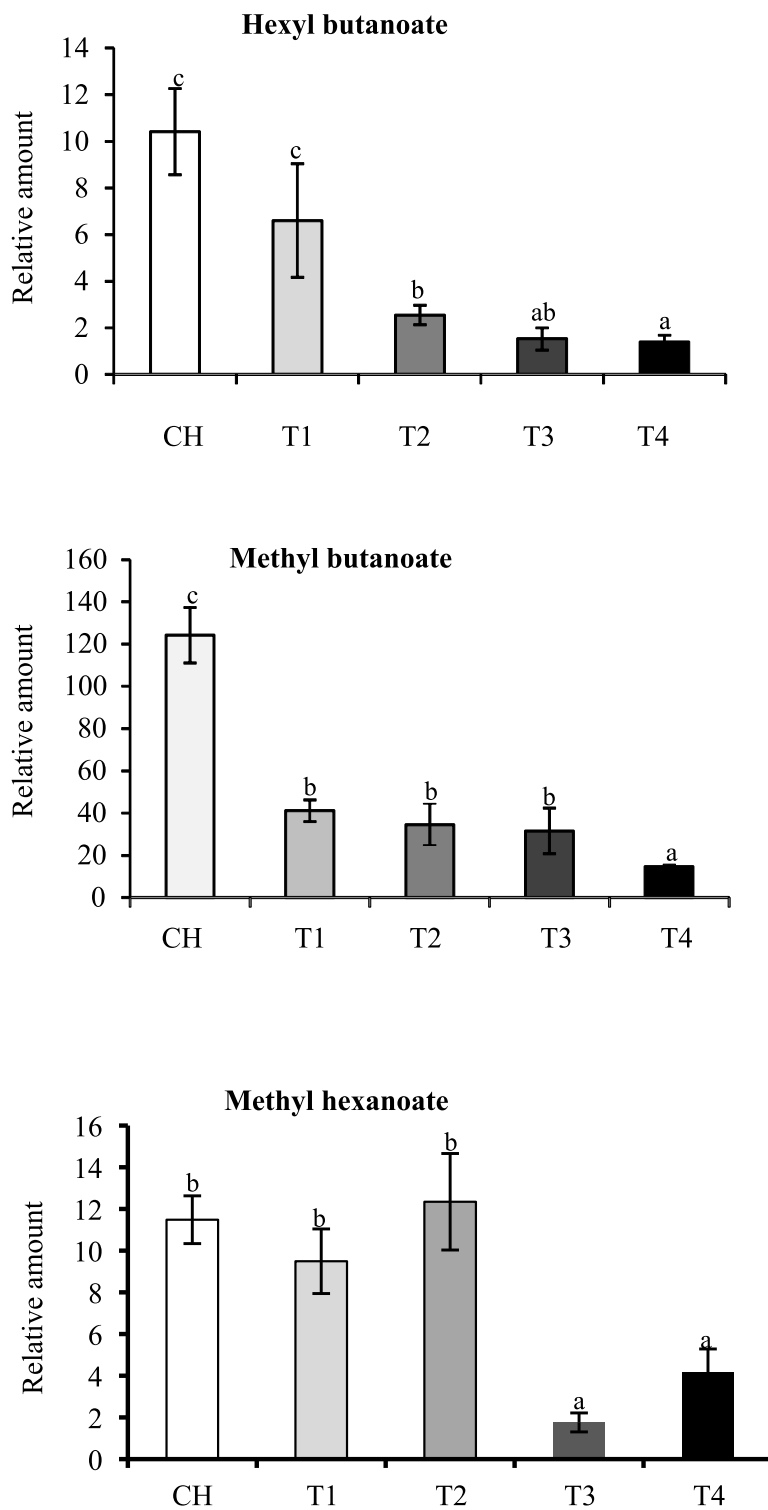 Hexyl butanoate
14
12
10
8
6
4
2
0
Relative amount
c
c
b
ab
a
CH T1 T2 T3 T4
Methyl butanoate
160
140
120
100
80
60
40
20
0
Relative amount
c
b
b
b
a
CH T1 T2 T3 T4
Methyl hexanoate
16
14
12
10
8
6
4
2
0
Relative amount
b
b
b
a
a
CH T1 T2 T3 T4